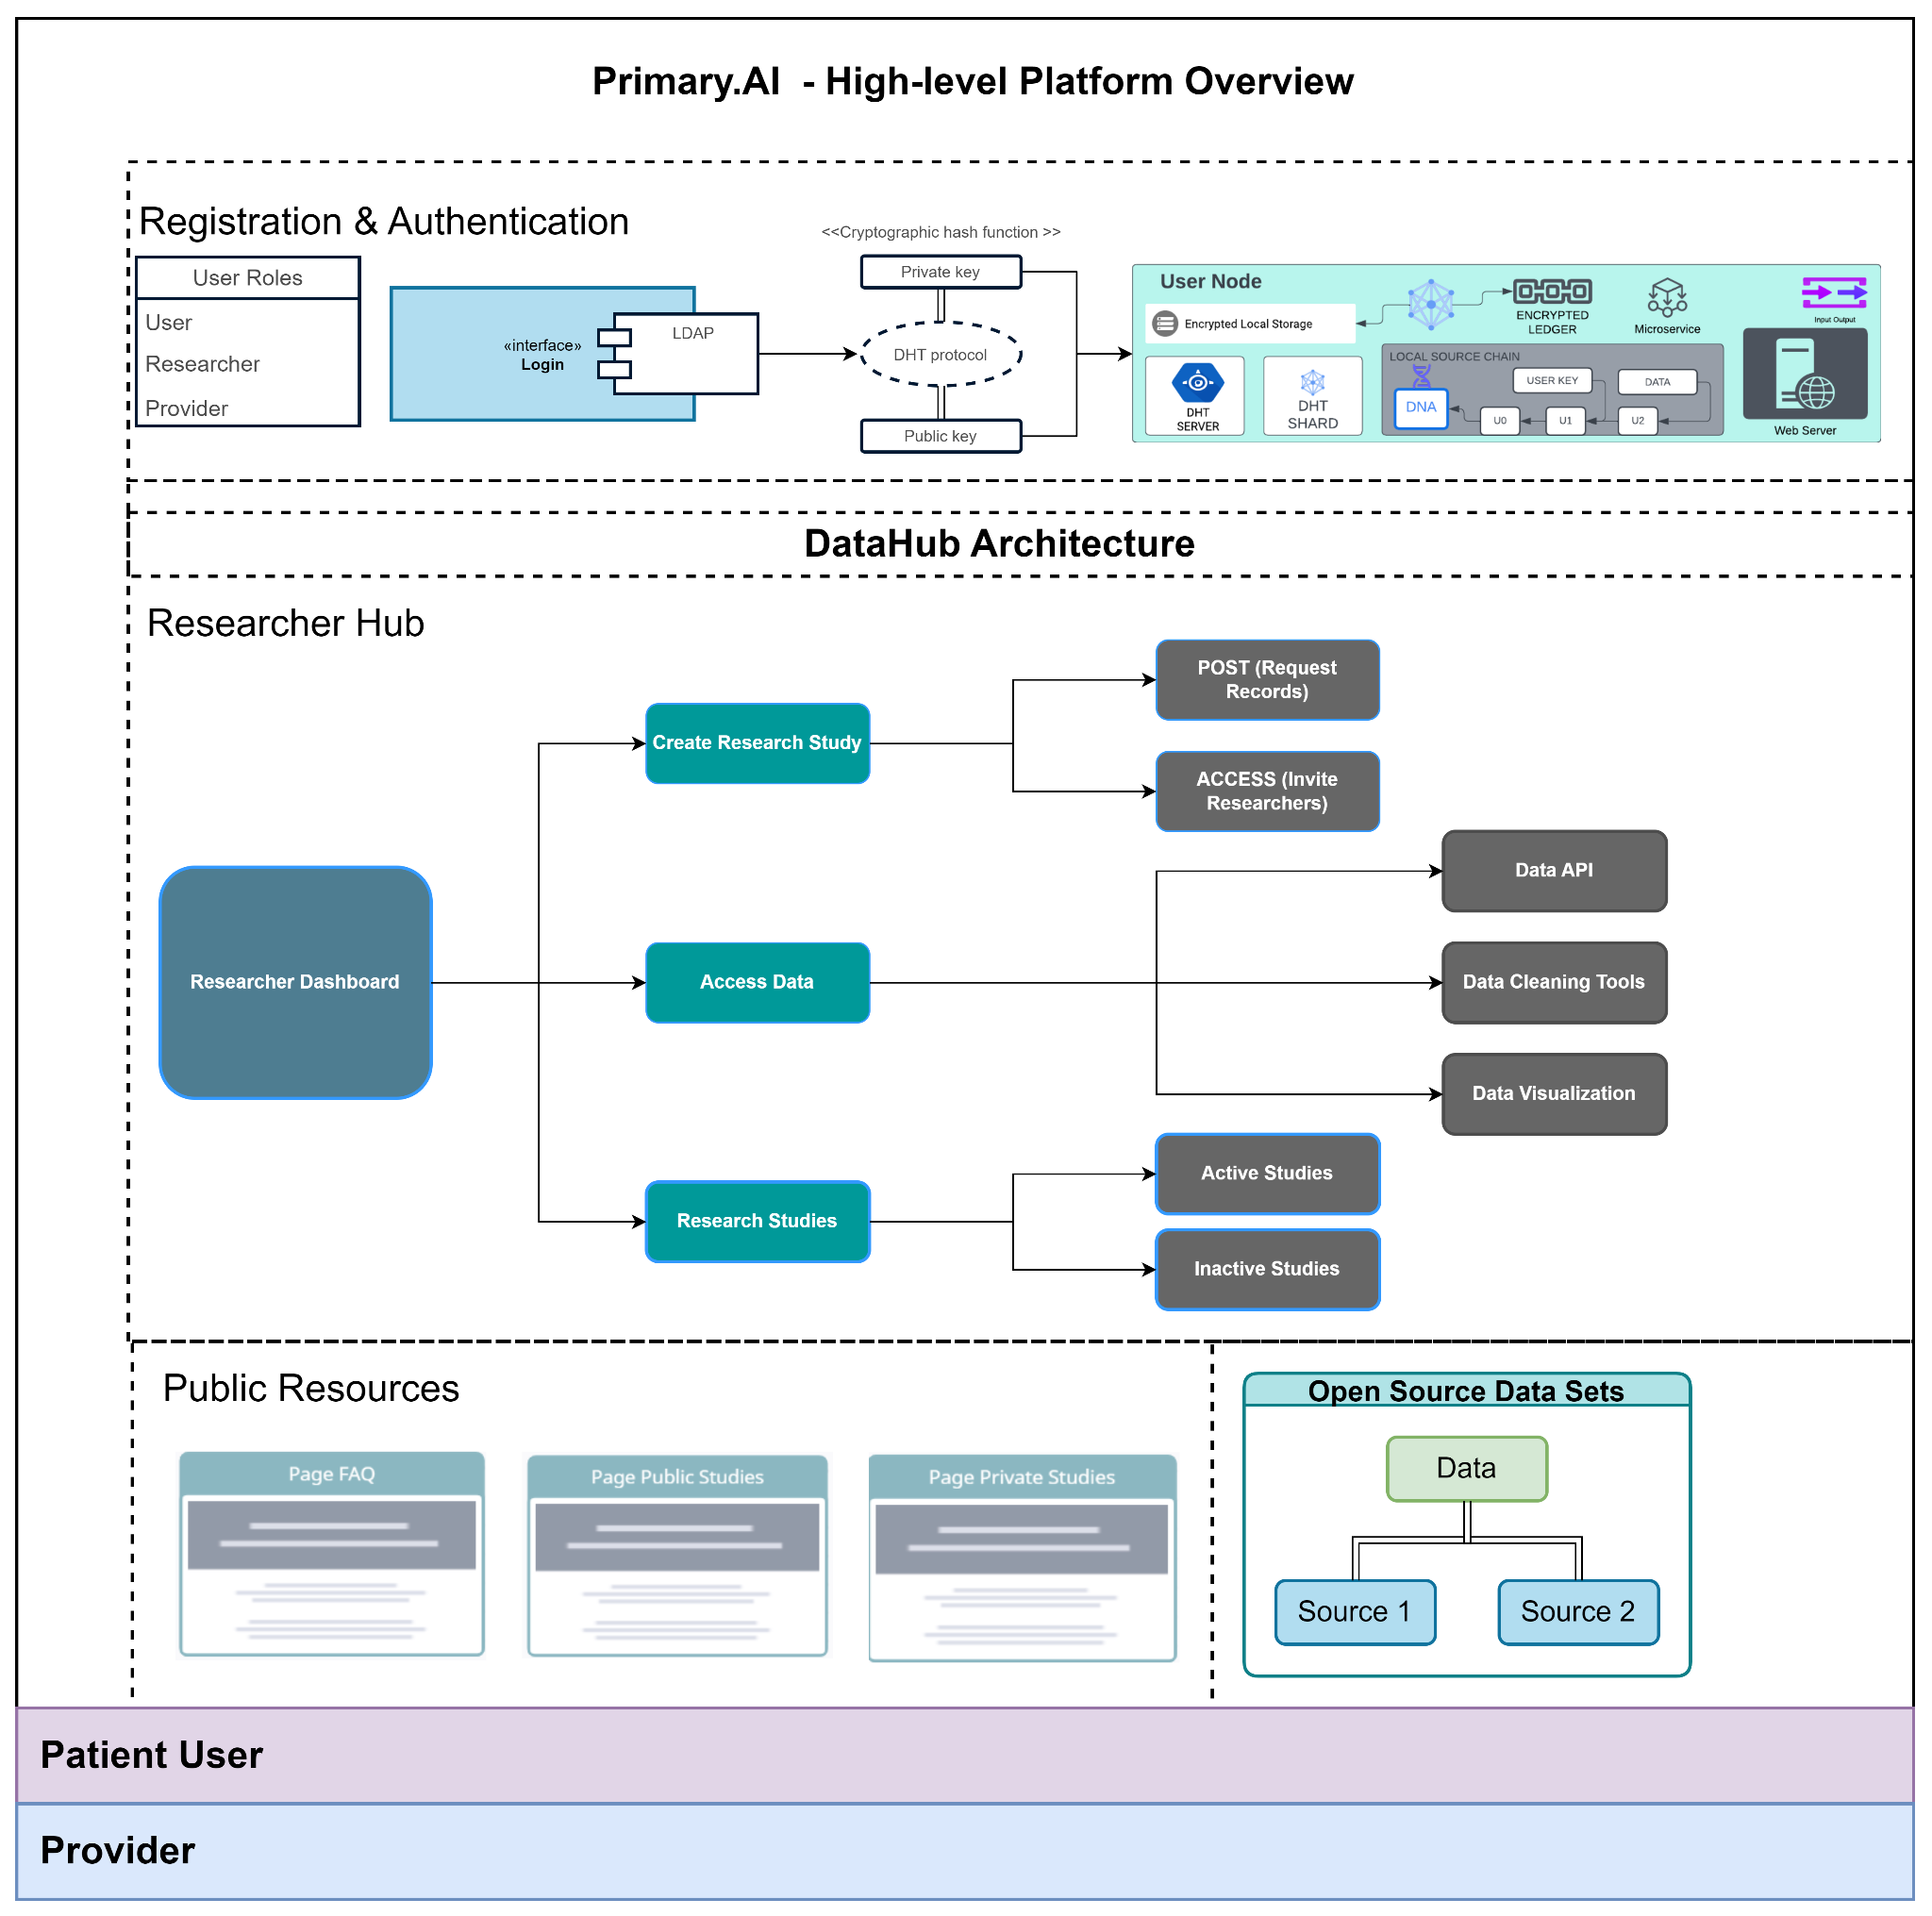 Primary.AI - High-level Platform Overview
Registration & Authentication
User Roles
User
Researcher
Provider
«interface»
Login
LDAP
<<Cryptographic hash function >>
Private key
DHT protocol
Public key
User Node
Encrypted Local Storage
ENCRYPTED
LEDGER
Microservice
Input Output
DHT
SERVER
DHT
SHARD
LOCAL SOURCE CHAIN
USER KEY
DATA
DNA
U0
U1
U2
Web Server
DataHub Architecture
Researcher Hub
POST (Request
Records)
Create Research Study
ACCESS (Invite
Researchers)
Data API
Researcher Dashboard
Access Data
Data Cleaning Tools
Data Visualization
Active Studies
Research Studies
Inactive Studies
Public Resources
Page FAQ
Page Public Studies
Page Private Studies
Open Source Data Sets
Data
Source 1
Source 2
Patient User
Provider